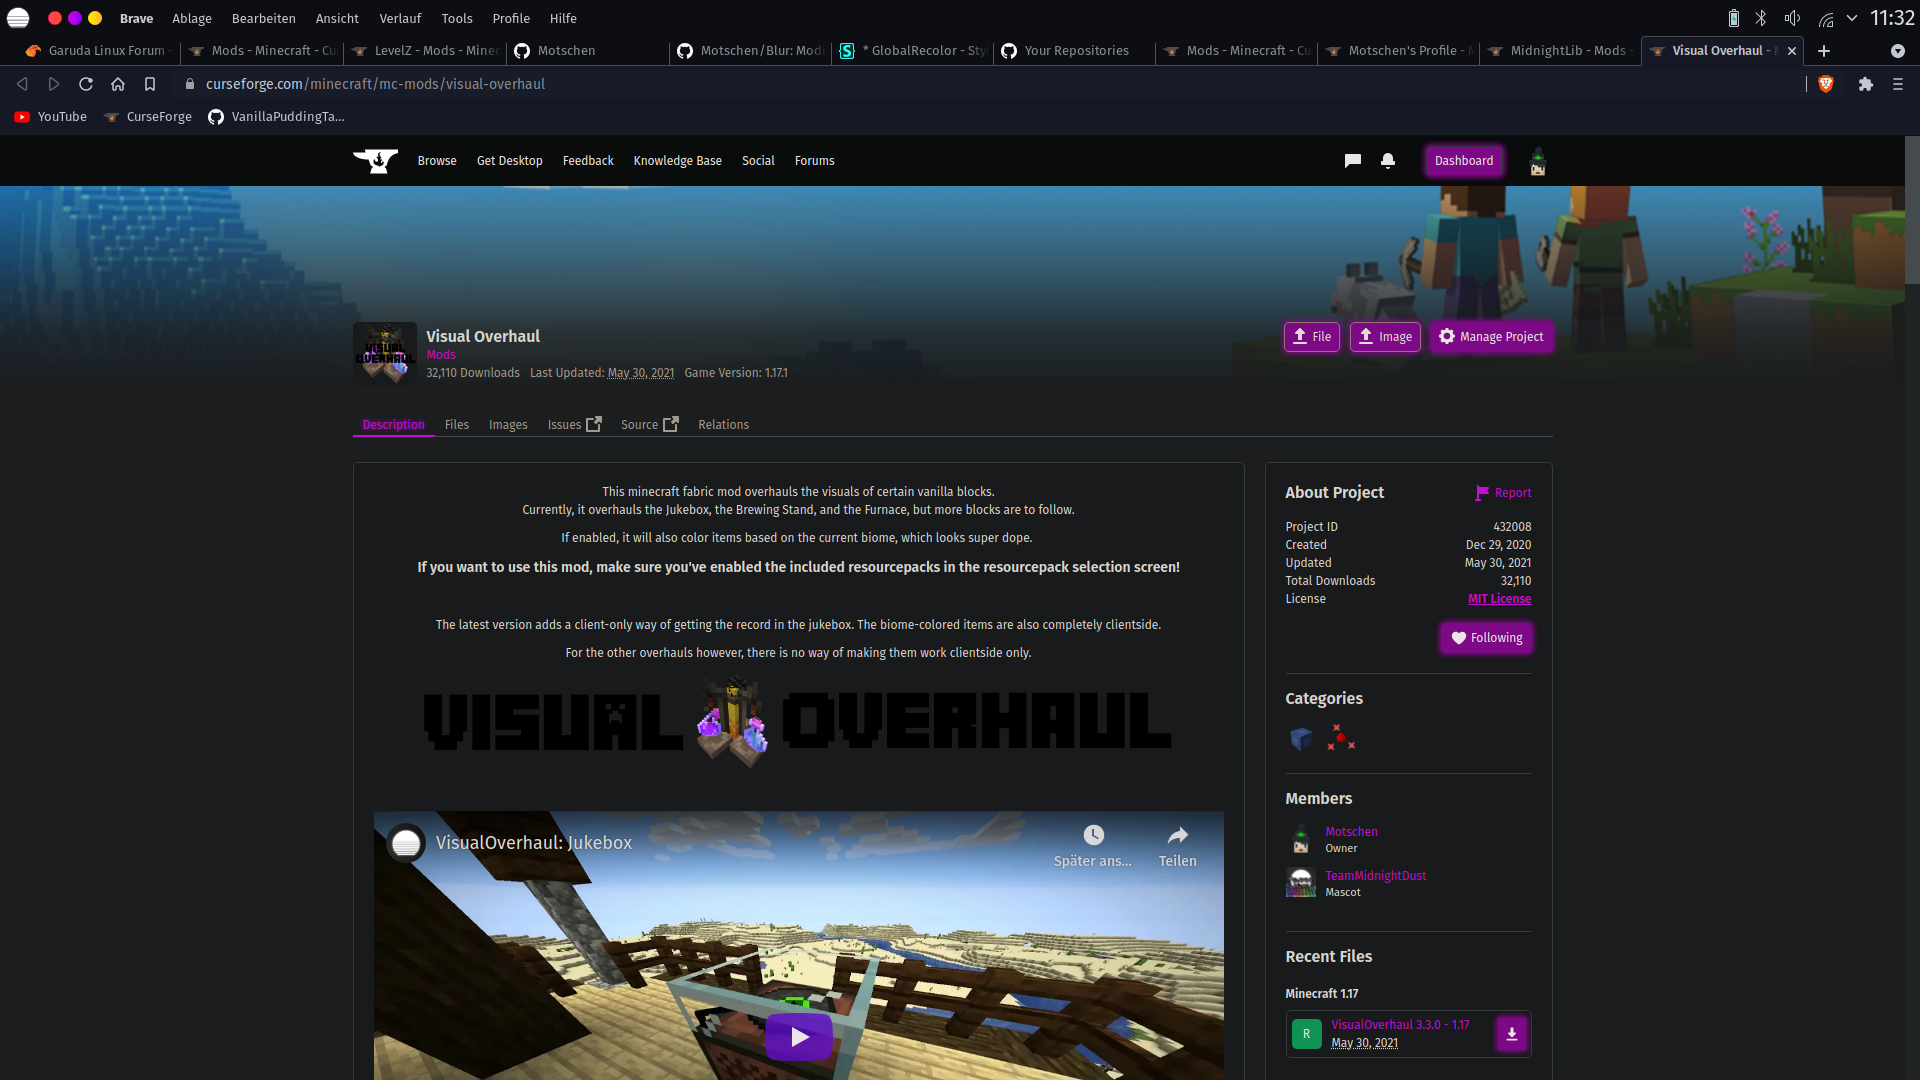 Brave Ablage Bearbeiten Ansicht Verlauf Tools Profile Hilfe 11:32
Garuda Linux Forum - Mods - Minecraft - Cu LevelZ - Mods - Minec Motschen Motschen/Blur: Modi * GlobalRecolor - Sty Your Repositories Mods - Minecraft - Cu Motschen's Profile - M MidnightLib - Mods - Visual Overhaul - M
curseforge.com/minecraft/mc-mods/visual-overhaul
YouTube CurseForge VanillaPuddingTa...
Browse Get Desktop Feedback Knowledge Base Social Forums Dashboard
VISUAL
OVERHAUL
Visual Overhaul
Mods
32,110 Downloads Last Updated: May 30, 2021 Game Version: 1.17.1
File Image Manage Project
Description Files Images Issues Source Relations
This minecraft fabric mod overhauls the visuals of certain vanilla blocks.
Currently, it overhauls the Jukebox, the Brewing Stand, and the Furnace, but more blocks are to follow.
If enabled, it will also color items based on the current biome, which looks super dope.
If you want to use this mod, make sure you've enabled the included resourcepacks in the resourcepack selection screen!
The latest version adds a client-only way of getting the record in the jukebox. The biome-colored items are also completely clientside.
For the other overhauls however, there is no way of making them work clientside only.
VISUAL OVERHAUL
VisualOverhaul: Jukebox
Später ans... Teilen
About Project Report
Project ID 432008
Created Dec 29, 2020
Updated May 30, 2021
Total Downloads 32,110
License MIT License
Following
Categories
Members
Motschen
Owner
TeamMidnightDust
Mascot
Recent Files
Minecraft 1.17
R VisualOverhaul 3.3.0 - 1.17
May 30, 2021